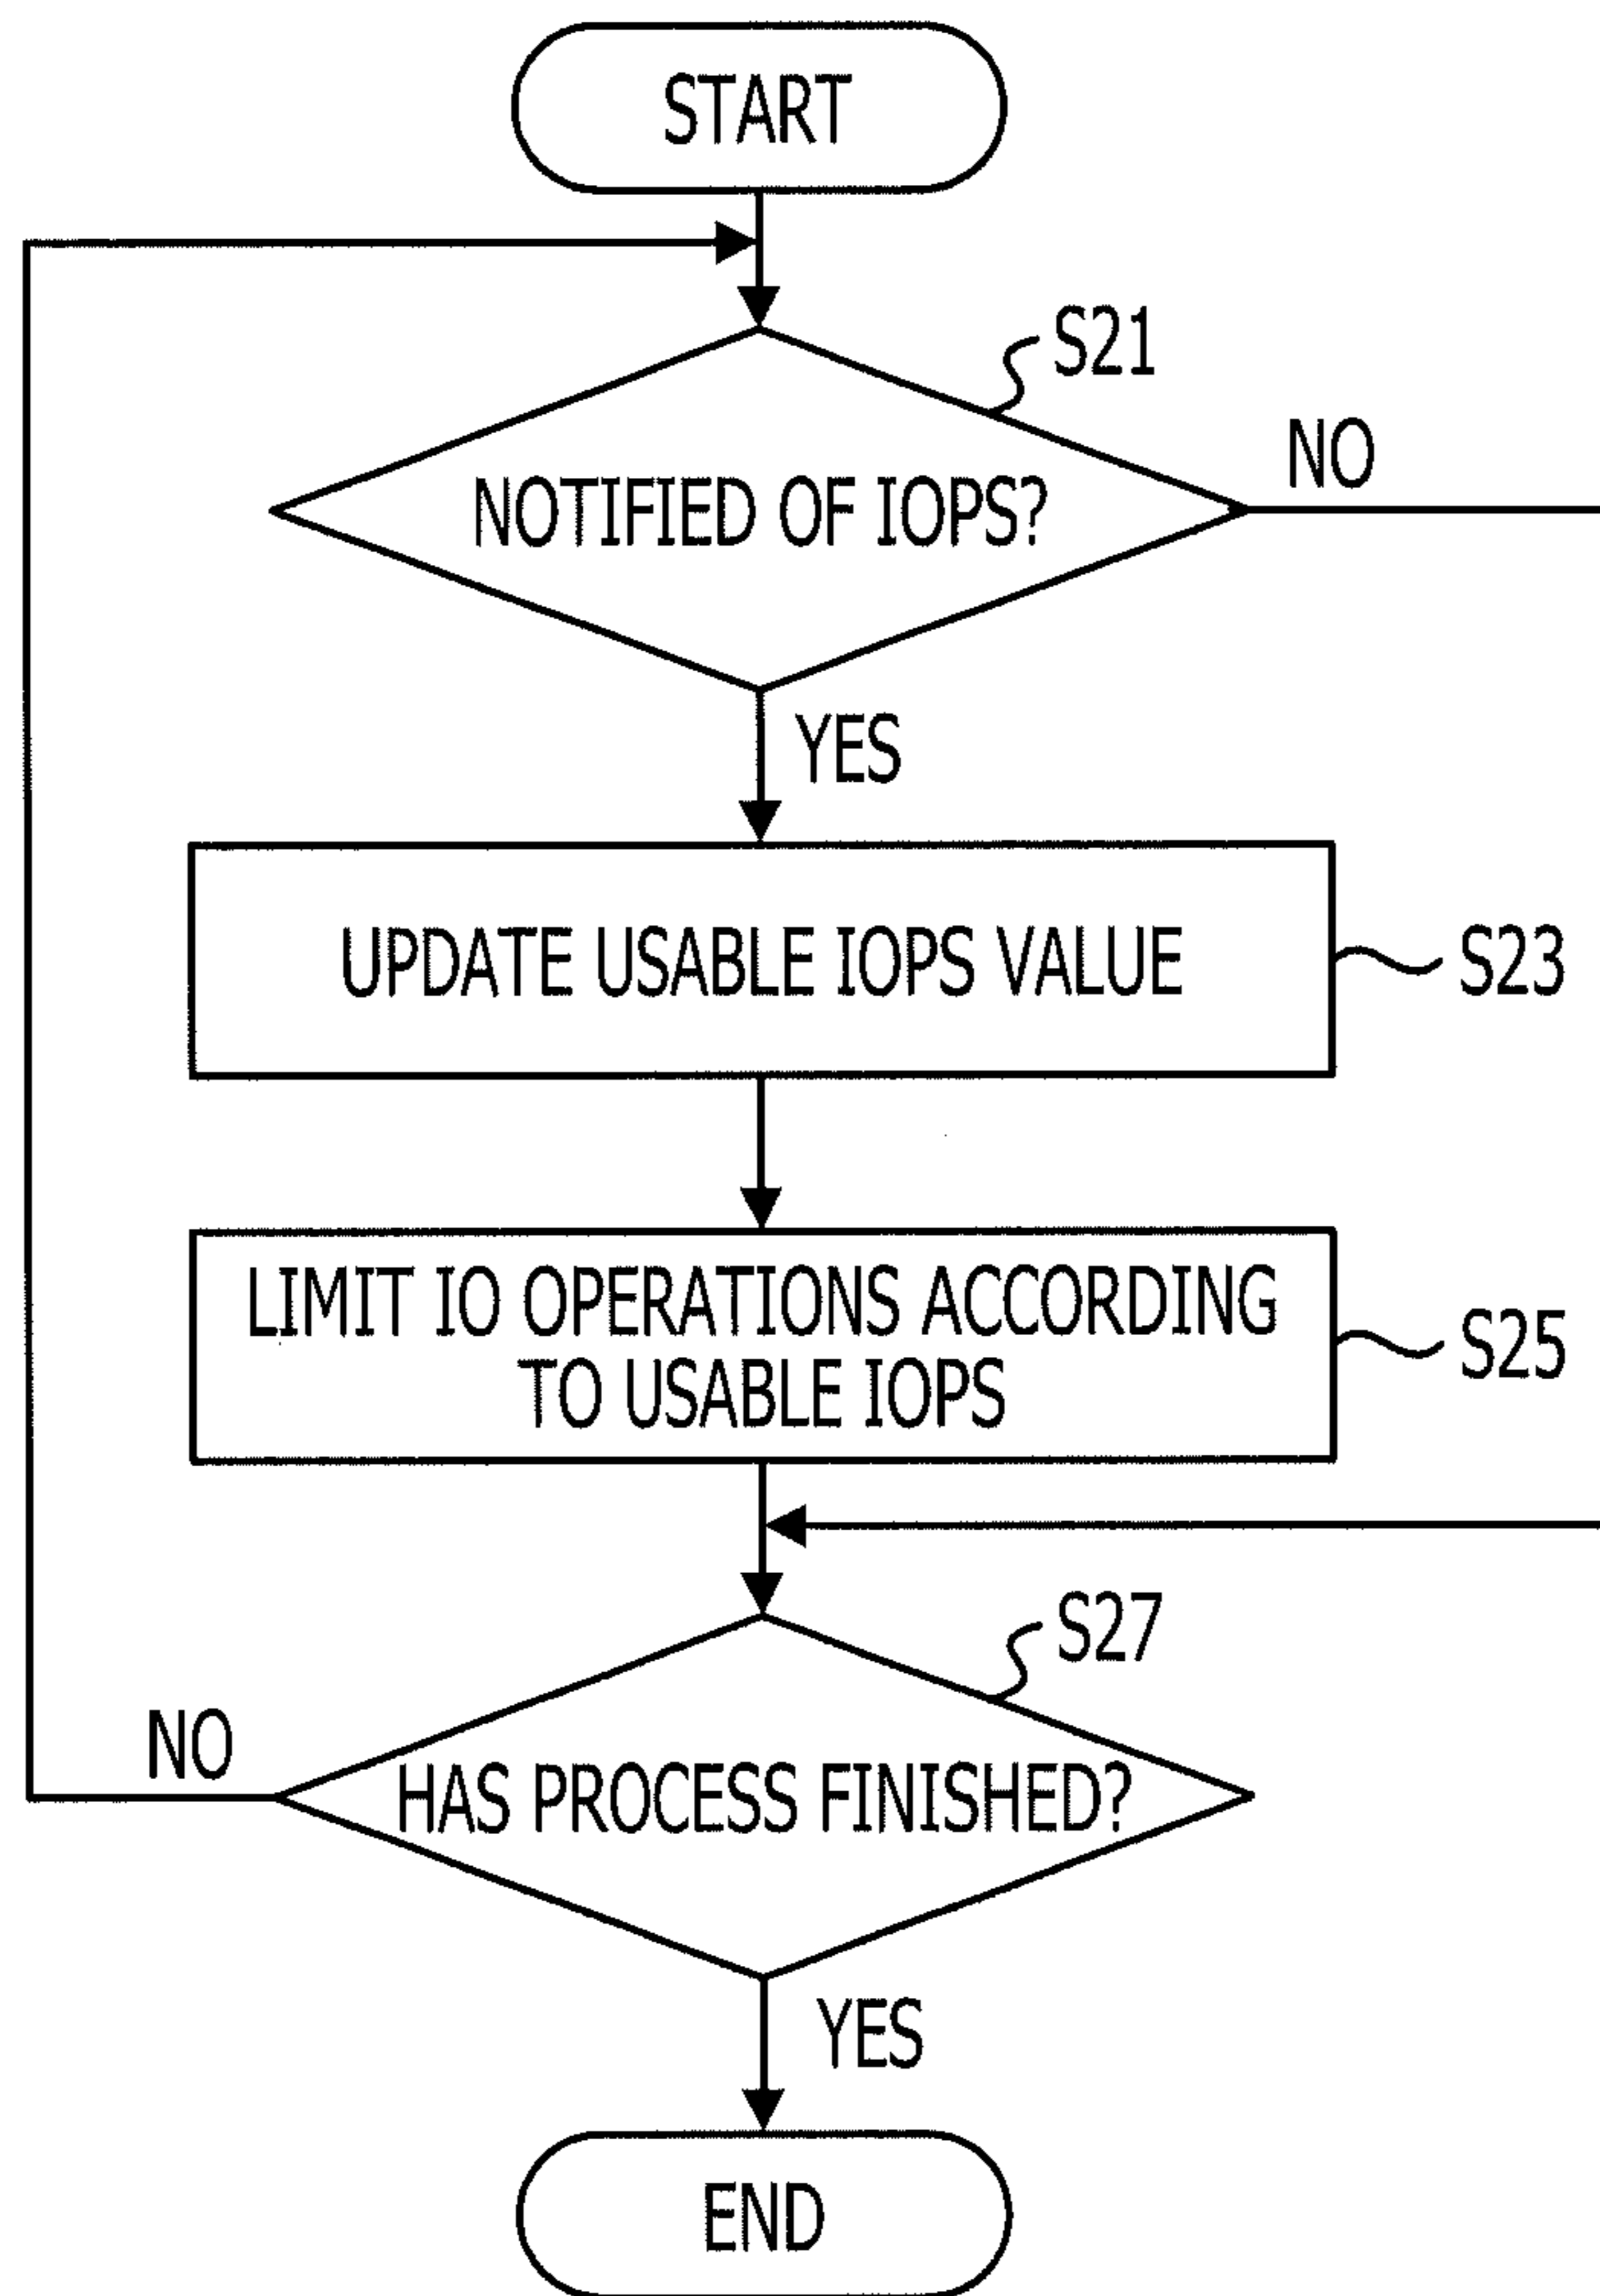 START
S21
NOTIFIED OF IOPS?
NO
YES
UPDATE USABLE IOPS VALUE
S23
LIMIT IO OPERATIONS ACCORDING
TO USABLE IOPS
S25
S27
NO
HAS PROCESS FINISHED?
YES
END